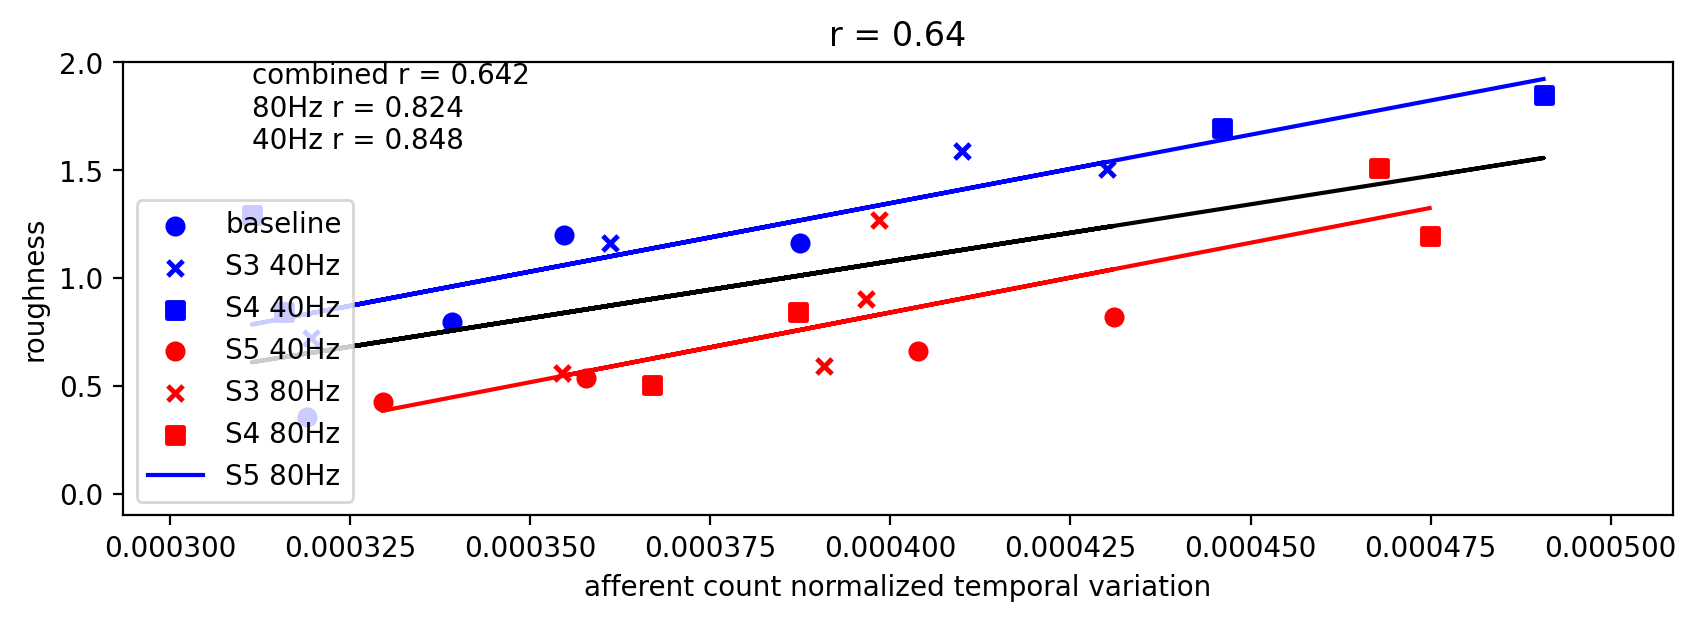 r = 0.64
combined r = 0.642
80Hz r = 0.824
40Hz r = 0.848
roughness
2.0
1.5
1.0
0.5
0.0
baseline
S3 40Hz
S4 40Hz
S5 40Hz
S3 80Hz
S4 80Hz
S5 80Hz
0.000300 0.000325 0.000350 0.000375 0.000400 0.000425 0.000450 0.000475 0.000500
afferent count normalized temporal variation